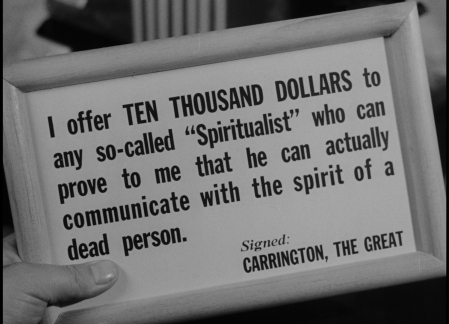 I offer TEN THOUSAND DOLLARS to
any so-called "Spiritualist" who can
prove to me that he can actually
communicate with the spirit of a
dead person.
Signed:
CARRINGTON, THE GREAT